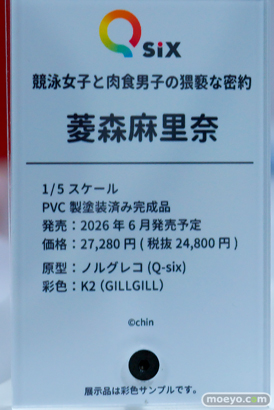 Q siX
競泳女子と肉食男子の猥褻な密約
菱森麻里奈
1/5 スケール
PVC 製塗装済み完成品
発売：2026 年 6 月発売予定
価格：27,280 円 ( 税抜 24,800 円 )
原型：ノルグレコ (Q-six)
彩色：K2（GILLGILL）
©chin
展示品は彩色サンプルです。
moeyo.com